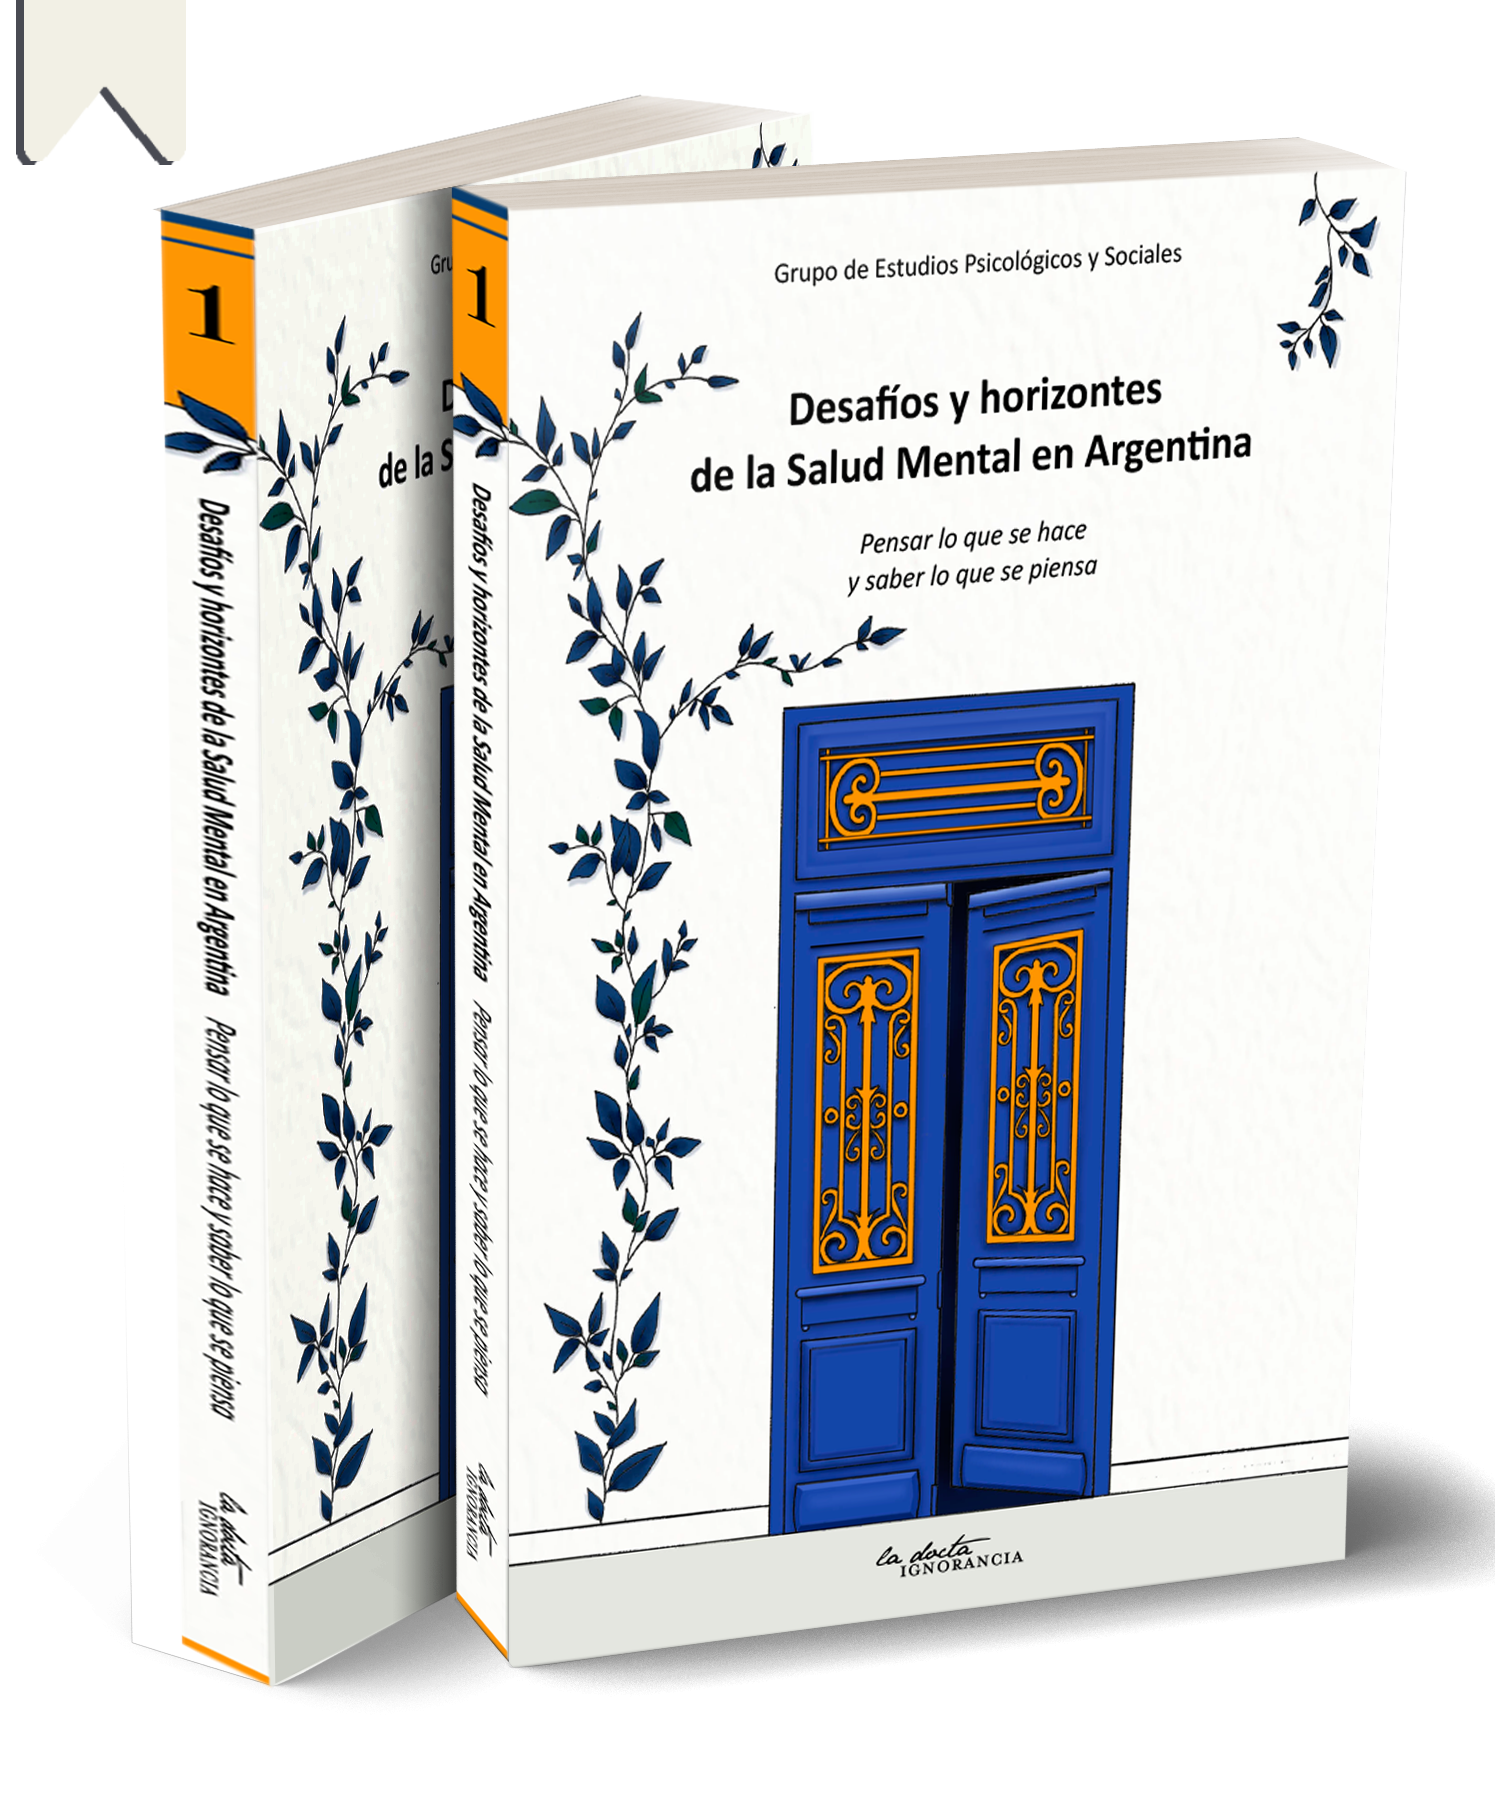 1
Desafíos y horizontes de la Salud Mental en Argentina Pensar lo que se hace y saber lo que se piensa
la docta
IGNORANCIA
Gru
D
de la S
1
Desafíos y horizontes de la Salud Mental en Argentina Pensar lo que se hace y saber lo que se piensa
la docta
IGNORANCIA
Grupo de Estudios Psicológicos y Sociales
Desafíos y horizontes
de la Salud Mental en Argentina
Pensar lo que se hace
y saber lo que se piensa
la docta
IGNORANCIA